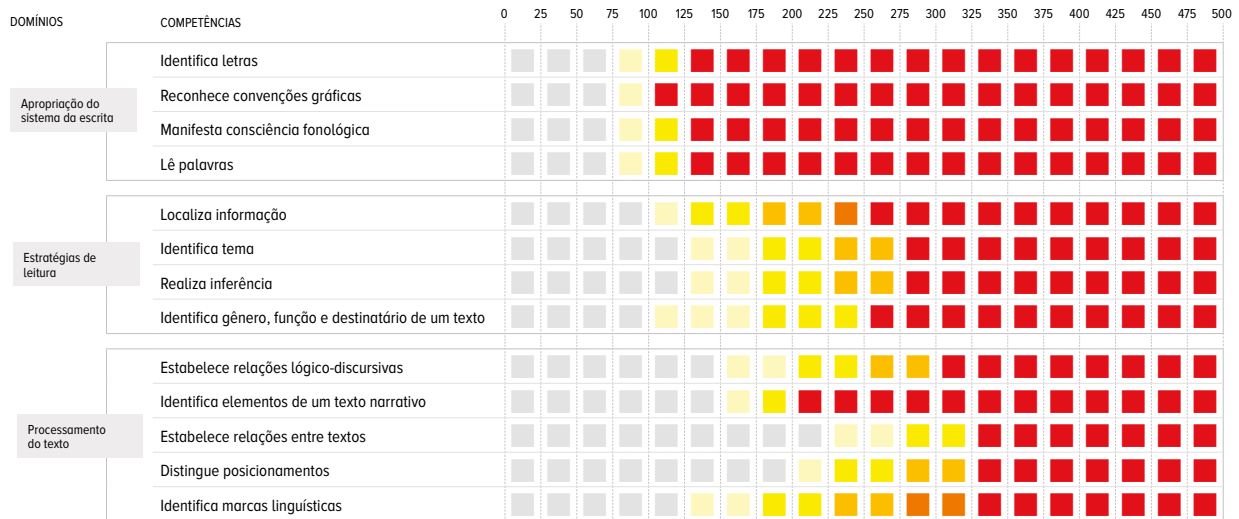 DOMÍNIOS COMPETÊNCIAS 0 25 50 75 100 125 150 175 200 225 250 275 300 325 350 375 400 425 450 475 500
Identifica letras
Reconhece convenções gráficas
Apropriação do
sistema da escrita
Manifesta consciência fonológica
Lê palavras
Localiza informação
Identifica tema
Estratégias de
leitura
Realiza inferência
Identifica gênero, função e destinatário de um texto
Estabelece relações lógico-discursivas
Identifica elementos de um texto narrativo
Processamento
do texto
Estabelece relações entre textos
Distingue posicionamentos
Identifica marcas linguísticas